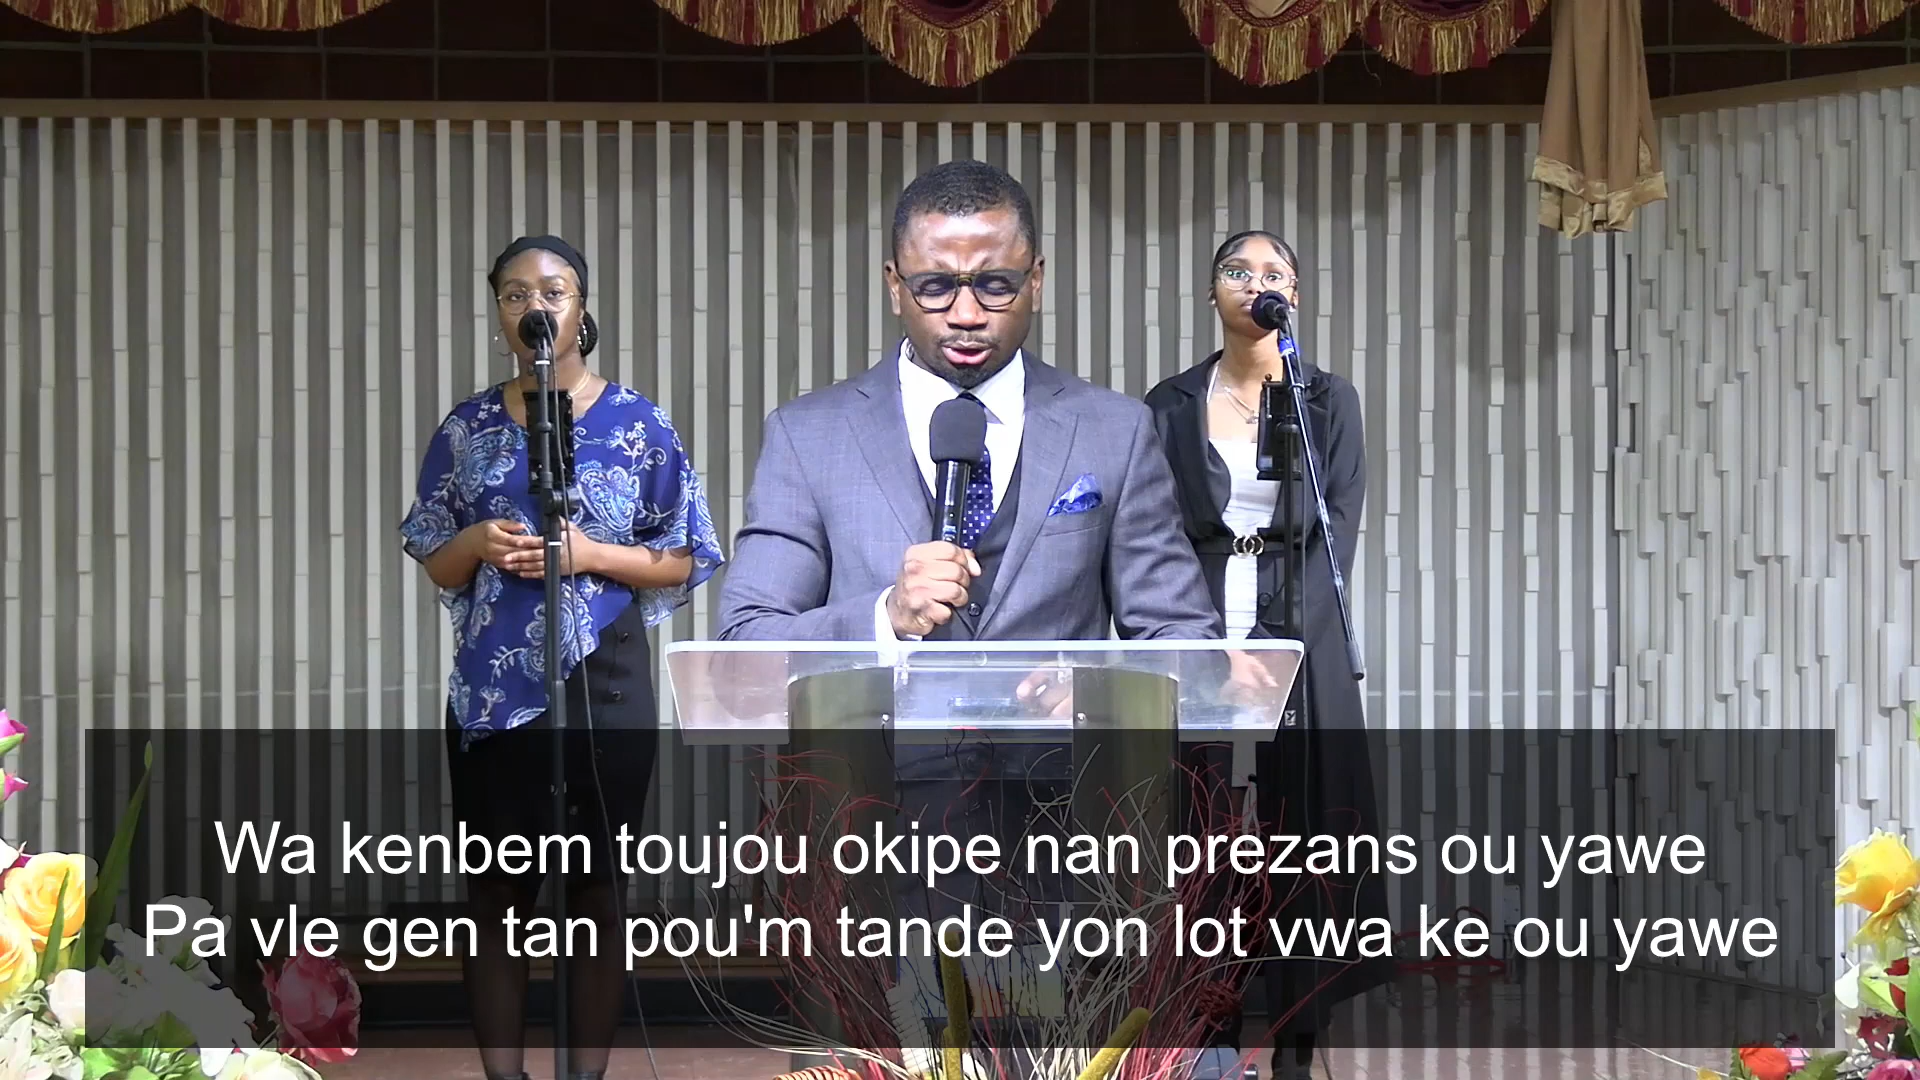 Wa kenbem toujou okipe nan prezans ou yawe
Pa vle gen tan pou'm tande yon lot vwa ke ou yawe